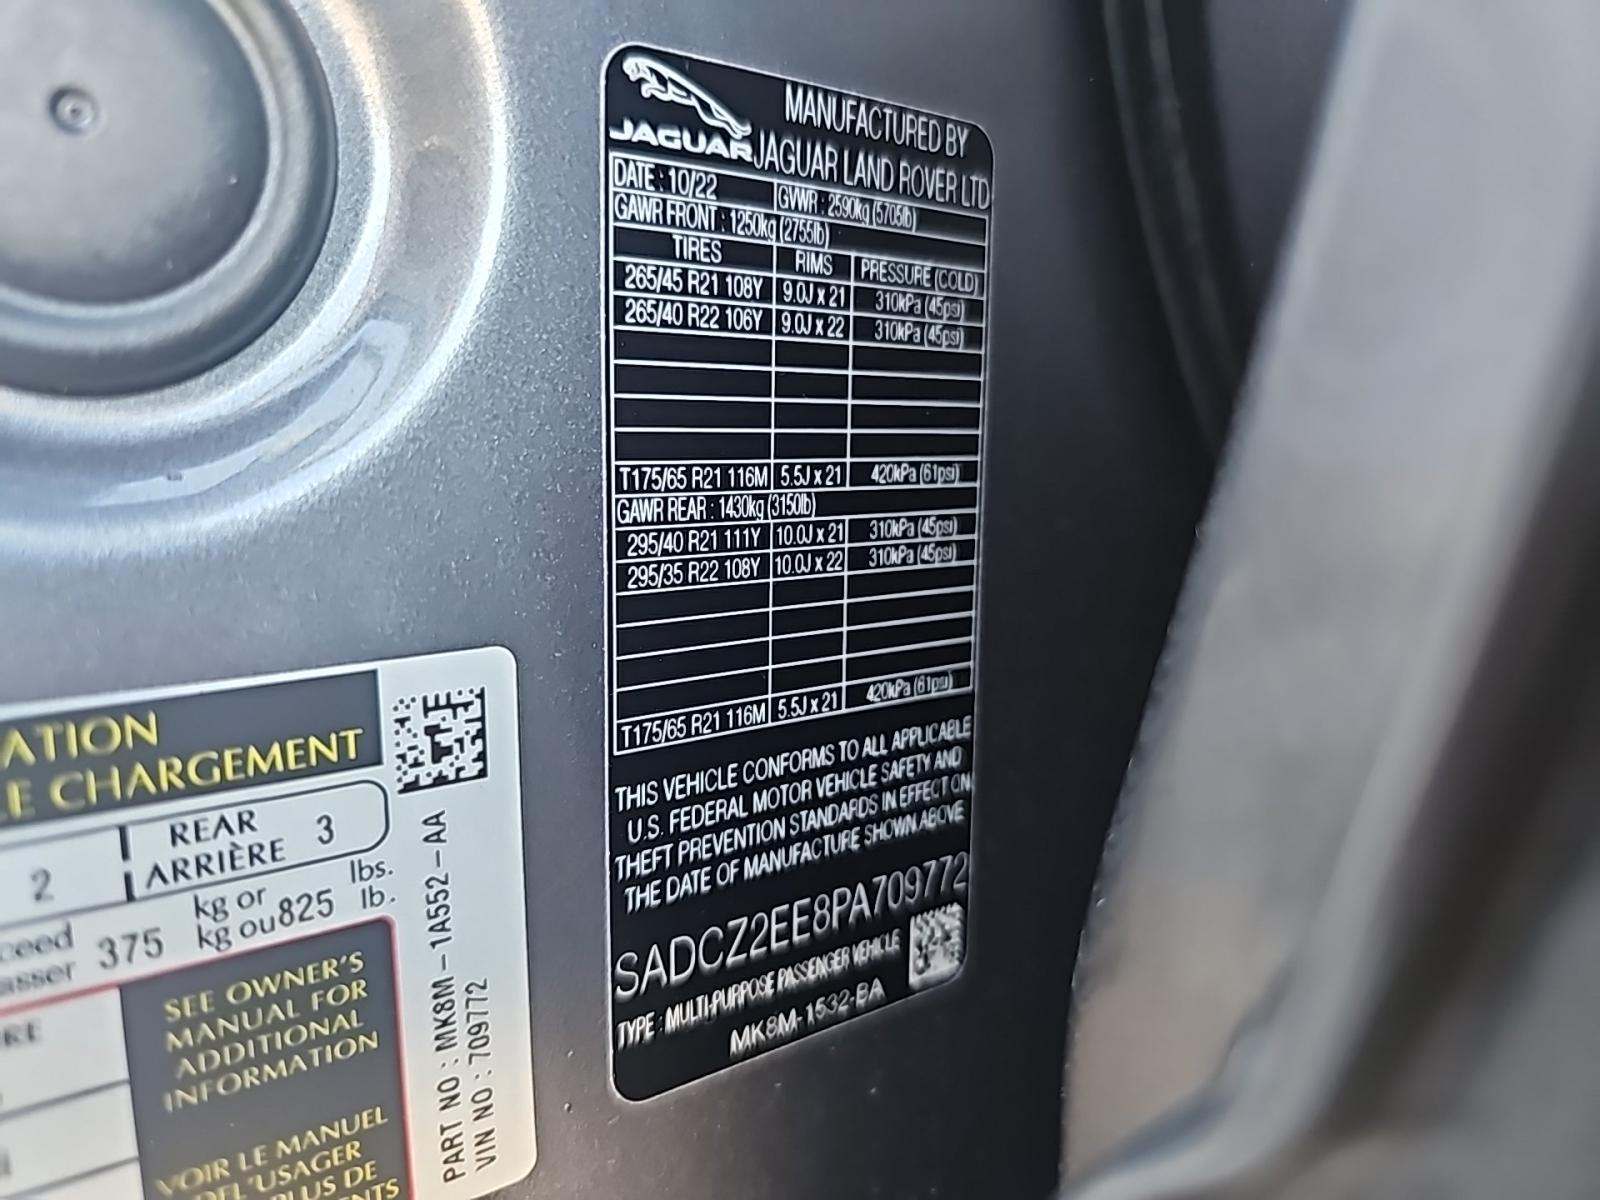 JAGUAR
MANUFACTURED BY
JAGUAR LAND ROVER LTD
DATE : 10/22 GVWR : 2590kg (5705lb)
GAWR FRONT : 1250kg (2755lb)
TIRES RIMS PRESSURE (COLD)
265/45 R21 108Y 9.0J x 21 310kPa (45psi)
265/40 R22 106Y 9.0J x 22 310kPa (45psi)
T175/65 R21 116M 5.5J x 21 420kPa (61psi)
GAWR REAR : 1430kg (3150lb)
295/40 R21 111Y 10.0J x 21 310kPa (45psi)
295/35 R22 108Y 10.0J x 22 310kPa (45psi)
T175/65 R21 116M 5.5J x 21 420kPa (61psi)
THIS VEHICLE CONFORMS TO ALL APPLICABLE
U.S. FEDERAL MOTOR VEHICLE SAFETY AND
THEFT PREVENTION STANDARDS IN EFFECT ON
THE DATE OF MANUFACTURE SHOWN ABOVE
SADCZ2EE8PA709772
TYPE : MULTI-PURPOSE PASSENGER VEHICLE
MK8M-1532-BA
ATION
E CHARGEMENT
2 REAR
ARRIÈRE 3
ceed 375 kg or 825 lbs.
asser kg ou lb.
RE
SEE OWNER'S
MANUAL FOR
ADDITIONAL
INFORMATION
VOIR LE MANUEL
DE L'USAGER
PLUS DE
PART NO : MK8M-1A552-AA
VIN NO : 709772